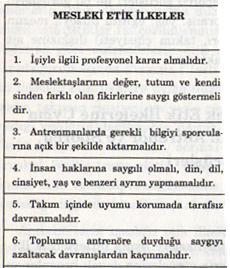 MESLEKİ ETİK İLKELER
1. İşiyle ilgili profesyonel karar almalıdır.
2. Meslektaşlarının değer, tutum ve kendi
sinden farklı olan fikirlerine saygı göstermeli
dir.
3. Antrenmanlarda gerekli bilgiyi sporcula-
rına açık bir şekilde aktarmalıdır.
4. İnsan haklarına saygılı olmalı, din, dil,
cinsiyet, yaş ve benzeri ayrım yapmamalıdır.
5. Takım içinde uyumu korumada tarafsız
davranmalıdır.
6. Toplumun antrenöre duyduğu saygıyı
azaltacak davranışlardan kaçınmalıdır.